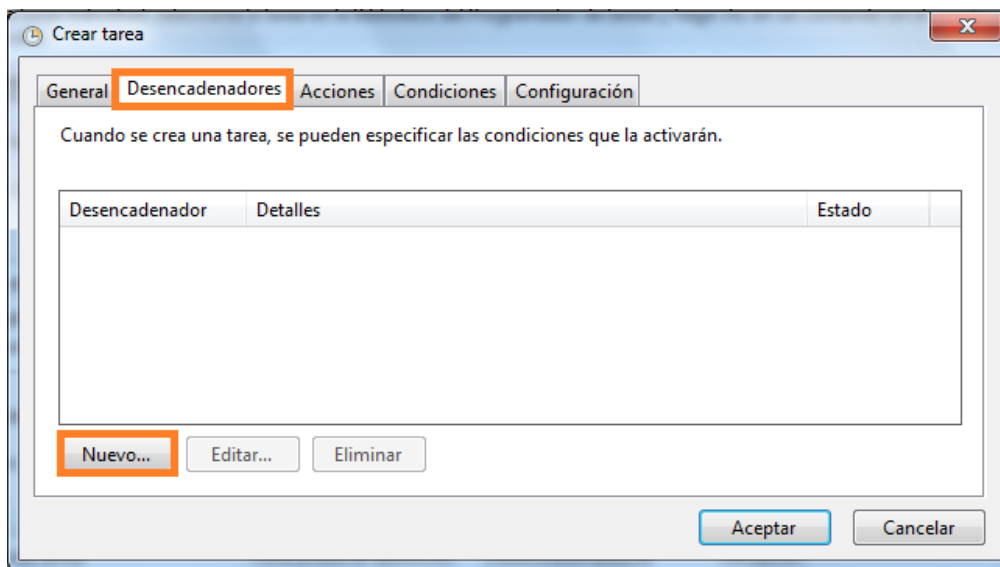 Crear tarea
General Desencadenadores Acciones Condiciones Configuración
Cuando se crea una tarea, se pueden especificar las condiciones que la activarán.
Desencadenador Detalles Estado
Nuevo... Editar... Eliminar
Aceptar Cancelar